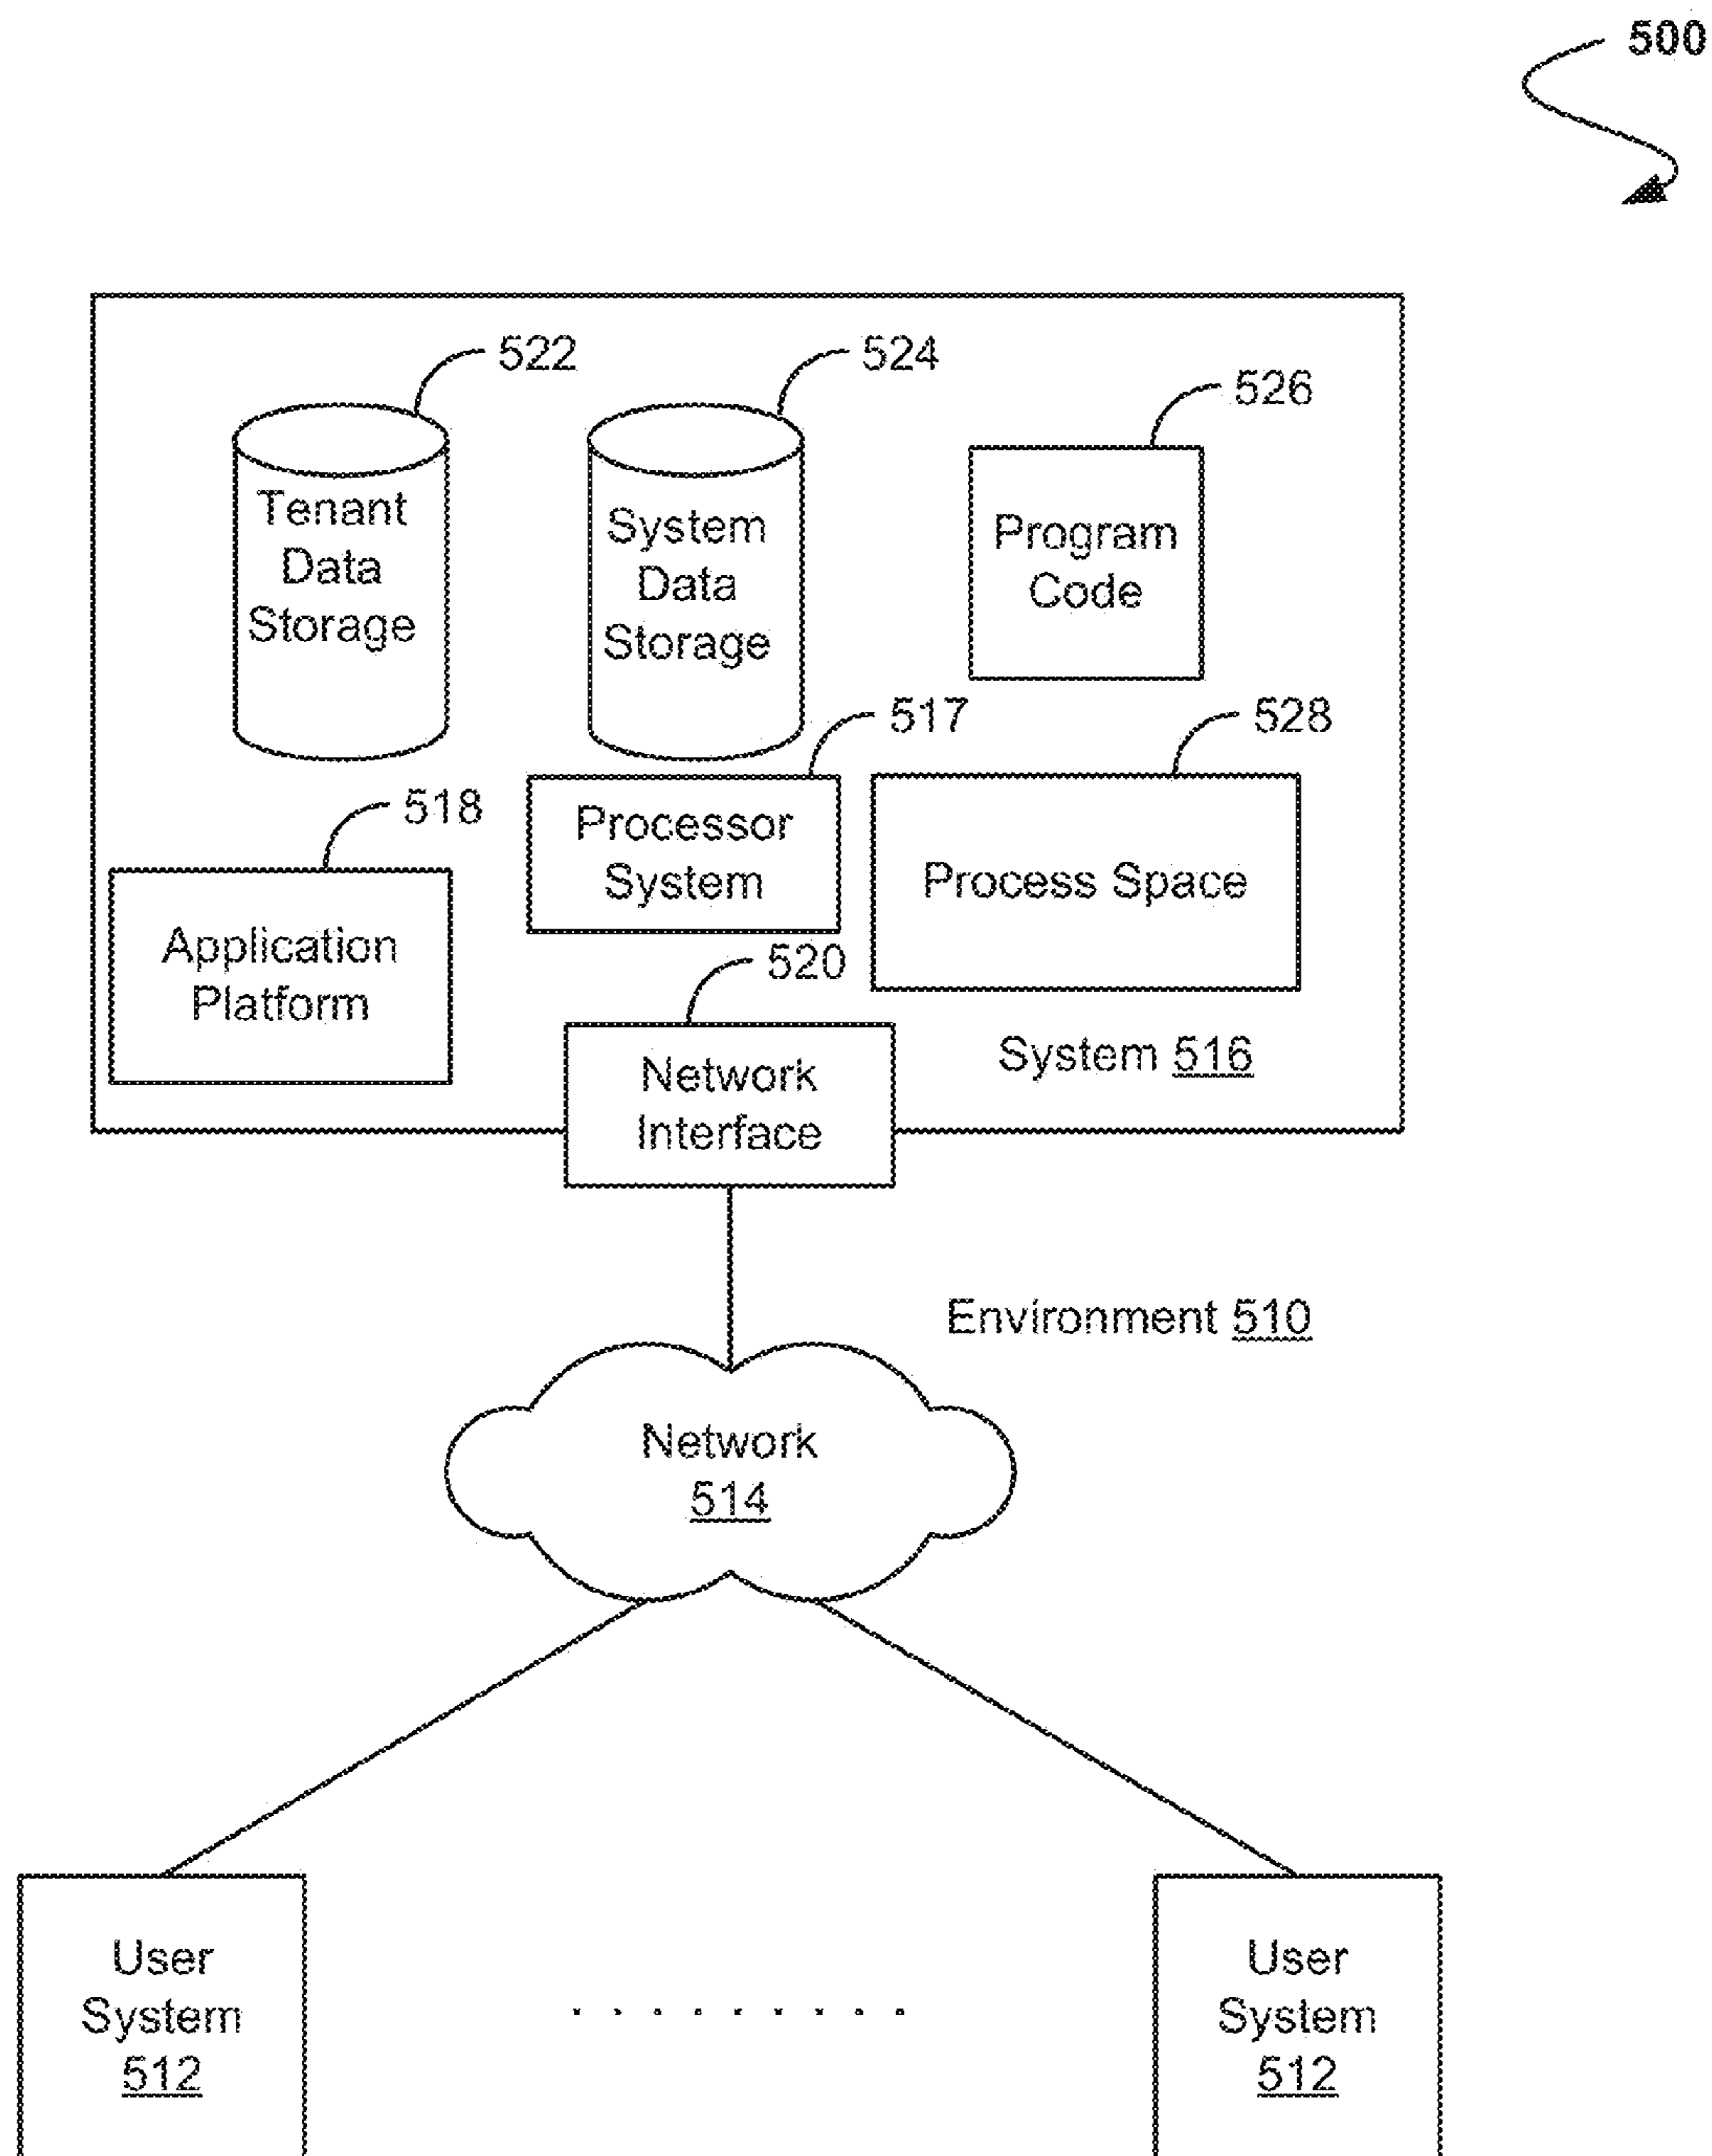 500
522
524
526
Tenant
Data
Storage
System
Data
Storage
Program
Code
517
528
518
Processor
System
Process Space
Application
Platform
520
Network
Interface
System 516
Environment 510
Network
514
User
System
512
User
System
512